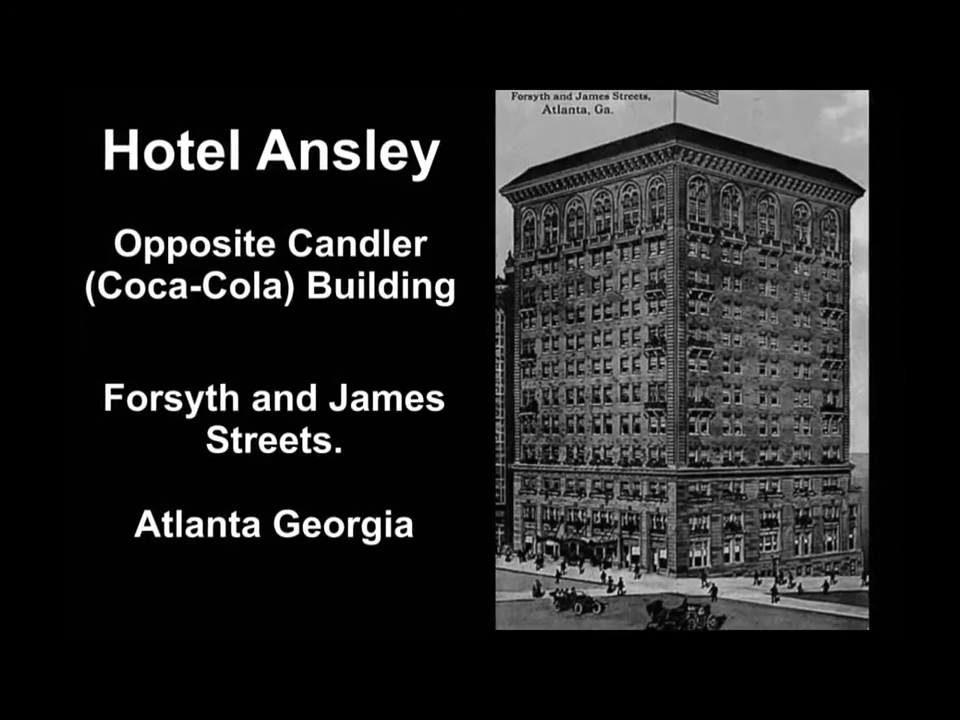 Hotel Ansley
Opposite Candler
(Coca-Cola) Building
Forsyth and James
Streets.
Atlanta Georgia
Forsyth and James Streets,
Atlanta, Ga.